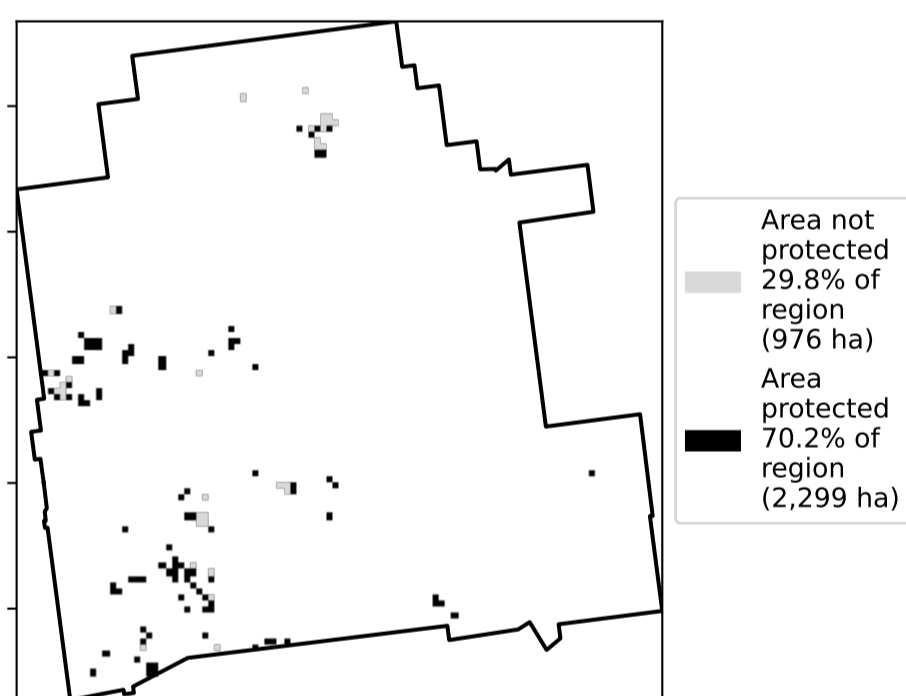 Area not
protected
29.8% of
region
(976 ha)
Area
protected
70.2% of
region
(2,299 ha)